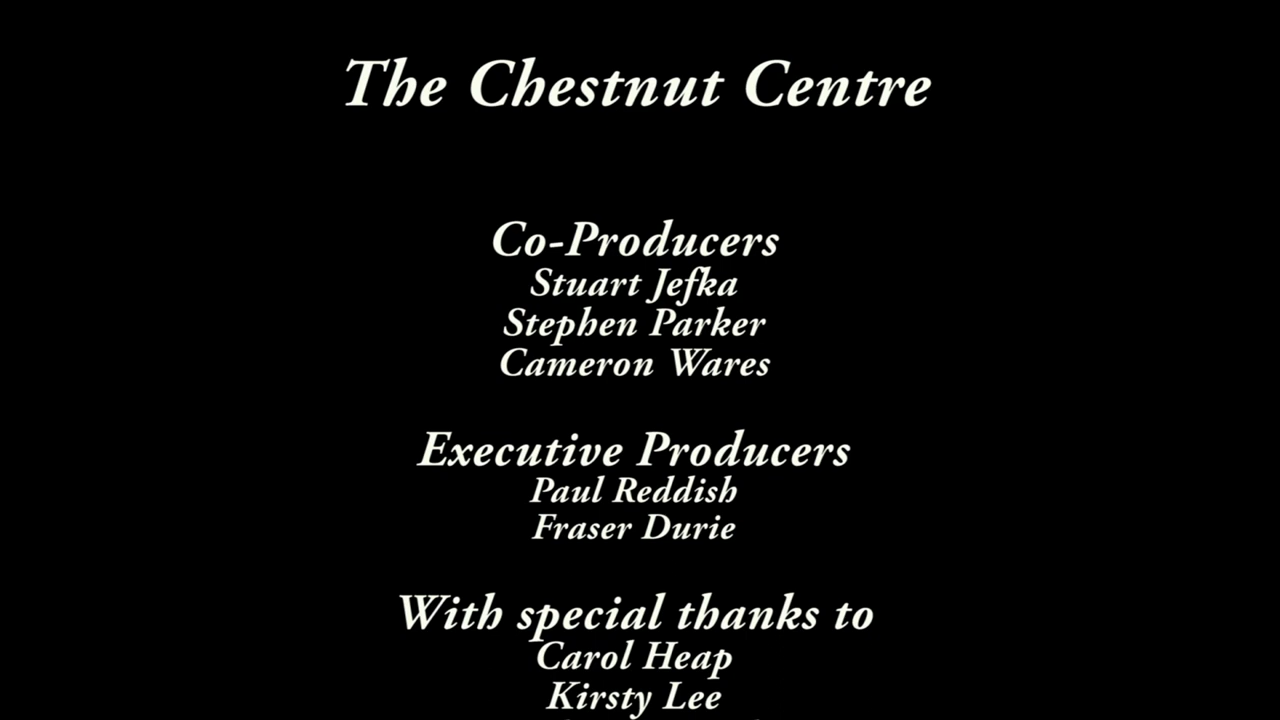 The Chestnut Centre
Co-Producers
Stuart Jefka
Stephen Parker
Cameron Wares
Executive Producers
Paul Reddish
Fraser Durie
With special thanks to
Carol Heap
Kirsty Lee